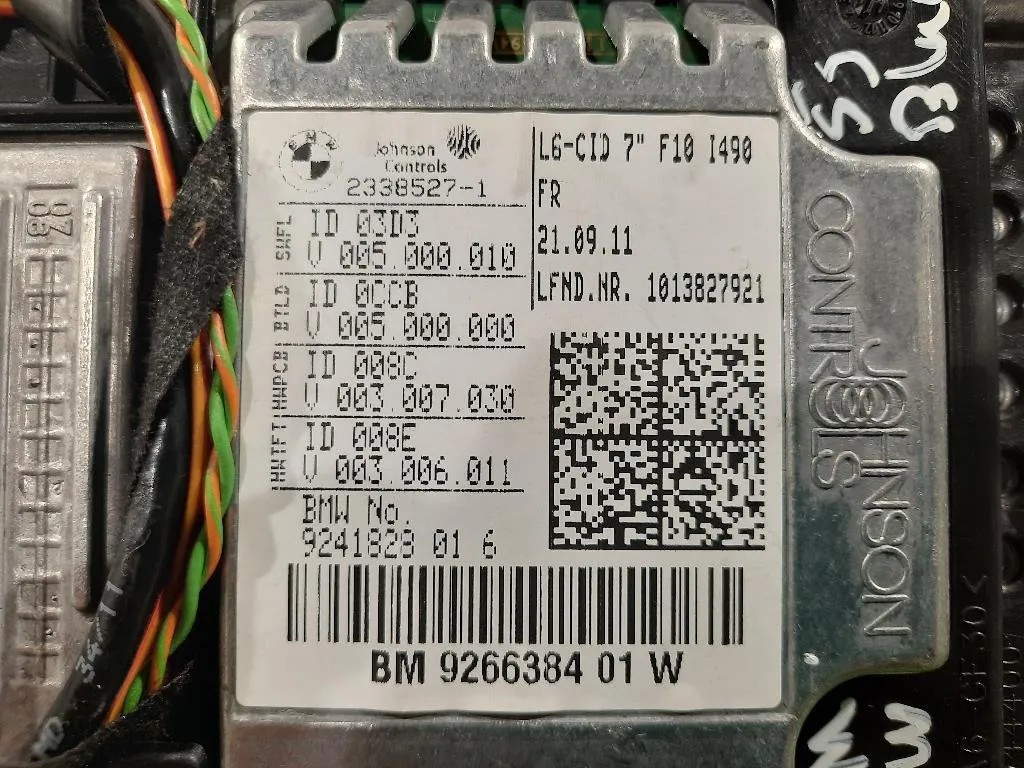 BMW
Johnson
Controls
2338527-1
SWFL
ID 03D3
V 005.000.010
BTLD
ID 0CCB
V 005.000.000
HWPCB
ID 008C
V 003.007.030
HWTFT
ID 008E
V 003.006.011
BMW No.
9241828 01 6
L6-CID 7" F10 I490
FR
21.09.11
LFND.NR. 1013827921
BM 9266384 01 W
JOHNSON
CONTROLS